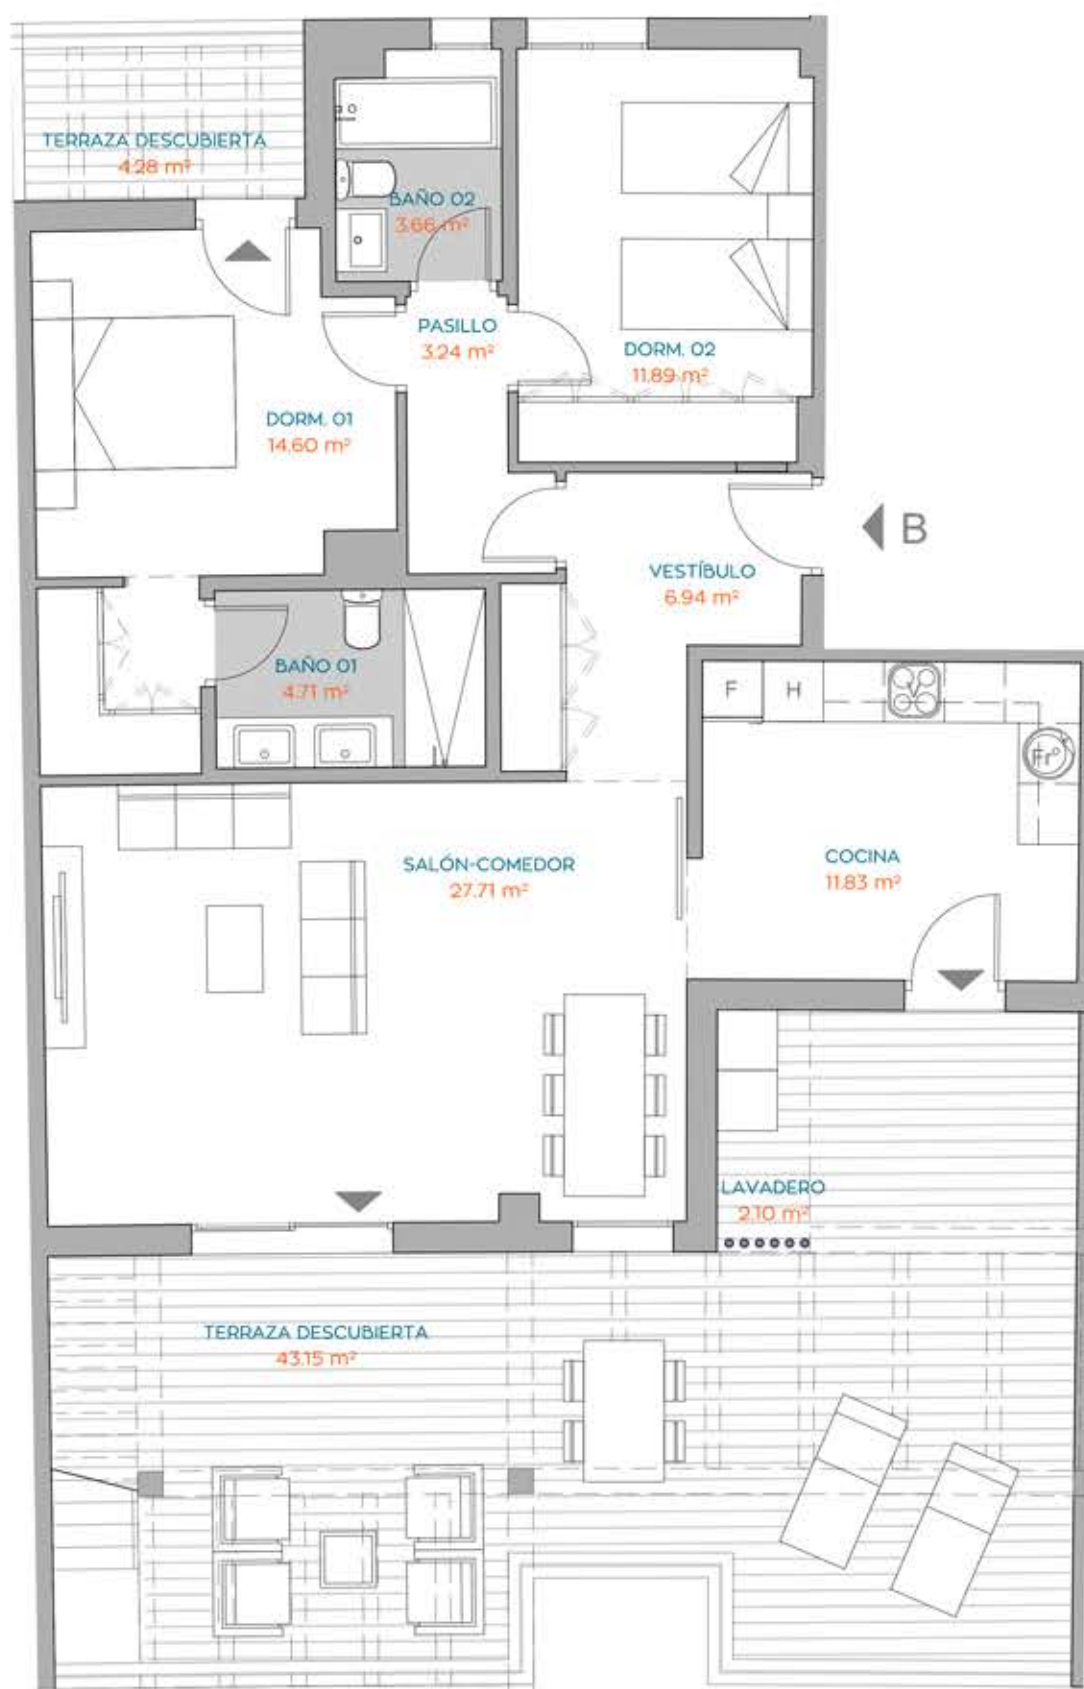 TERRAZA DESCUBIERTA
4.28 m²
BAÑO 02
3.66 m²
PASILLO
3.24 m²
DORM. 02
11.89 m²
DORM. 01
14.60 m²
B
VESTÍBULO
6.94 m²
BAÑO 01
4.71 m²
F
H
Frº
SALÓN-COMEDOR
27.71 m²
COCINA
11.83 m²
LAVADERO
2.10 m²
TERRAZA DESCUBIERTA
43.15 m²